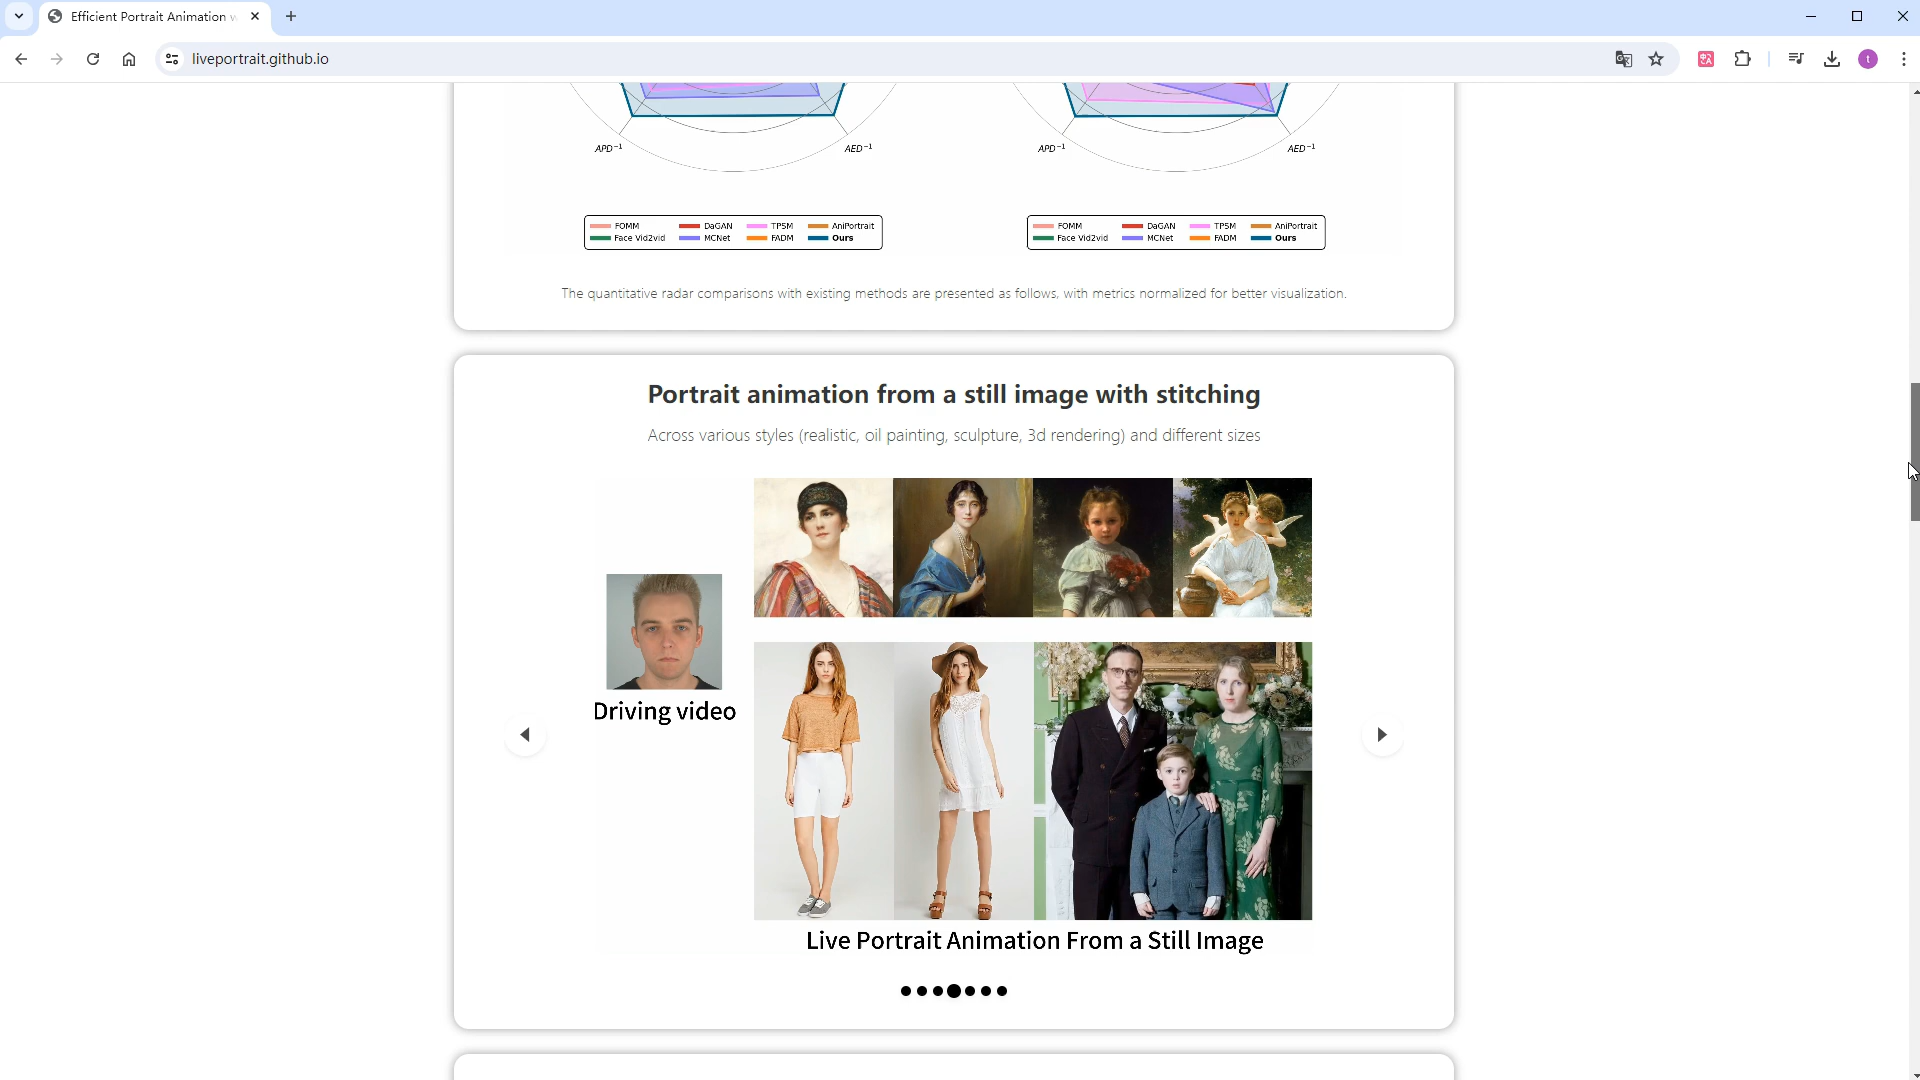 Efficient Portrait Animation w
liveportrait.github.io
t
APD⁻¹ AED⁻¹ APD⁻¹ AED⁻¹
FOMM DaGAN TPSM AniPortrait
Face Vid2vid MCNet FADM Ours
FOMM DaGAN TPSM AniPortrait
Face Vid2vid MCNet FADM Ours
The quantitative radar comparisons with existing methods are presented as follows, with metrics normalized for better visualization.
Portrait animation from a still image with stitching
Across various styles (realistic, oil painting, sculpture, 3d rendering) and different sizes
Driving video
Live Portrait Animation From a Still Image